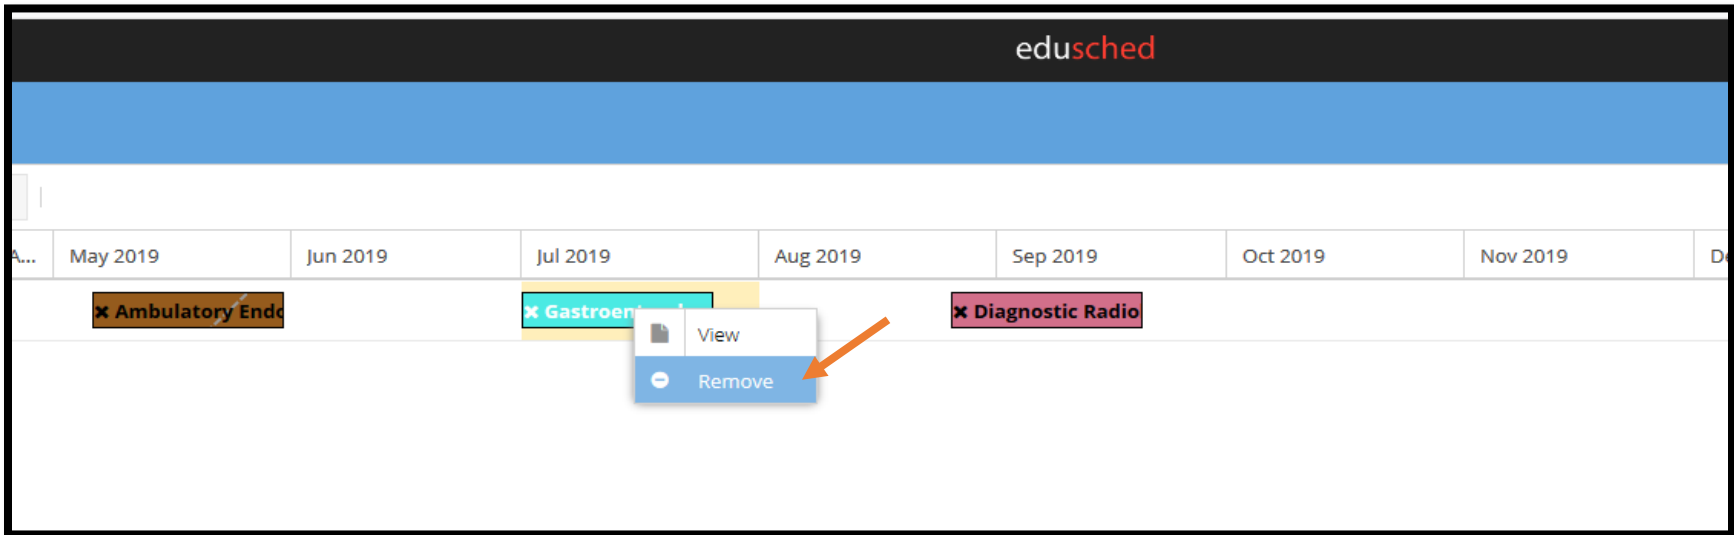 edusched
A... May 2019 Jun 2019 Jul 2019 Aug 2019 Sep 2019 Oct 2019 Nov 2019 De
Ambulatory Endo Gastroen Diagnostic Radio
View
Remove